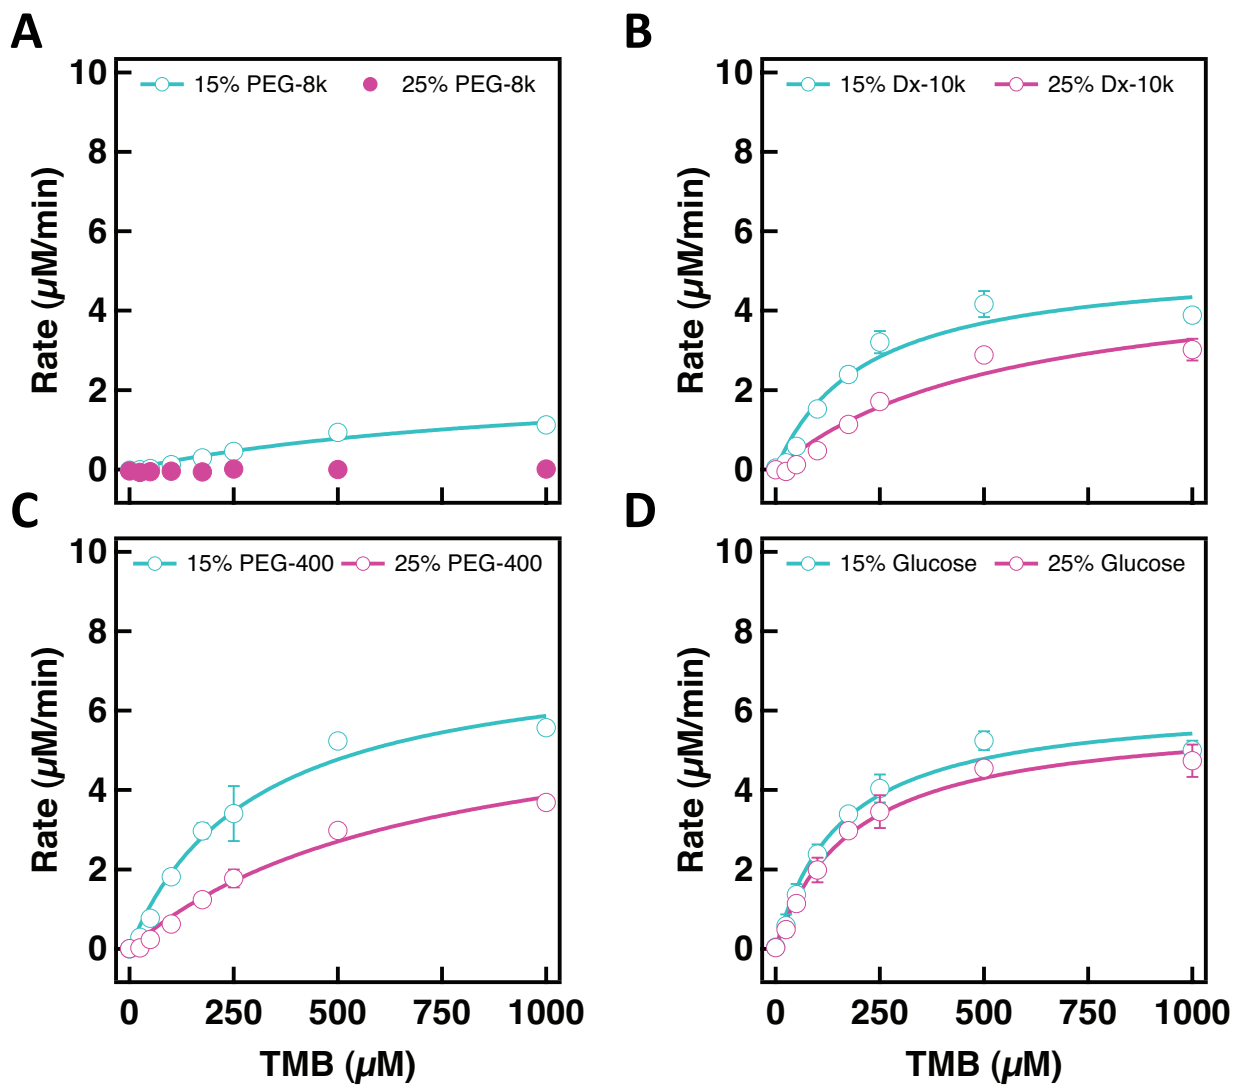 A
15% PEG-8k 25% PEG-8k
10
8
6
4
2
0
Rate (µM/min)
B
15% Dx-10k 25% Dx-10k
10
8
6
4
2
0
Rate (µM/min)
C
15% PEG-400 25% PEG-400
10
8
6
4
2
0
Rate (µM/min)
0 250 500 750 1000
TMB (µM)
D
15% Glucose 25% Glucose
10
8
6
4
2
0
Rate (µM/min)
0 250 500 750 1000
TMB (µM)